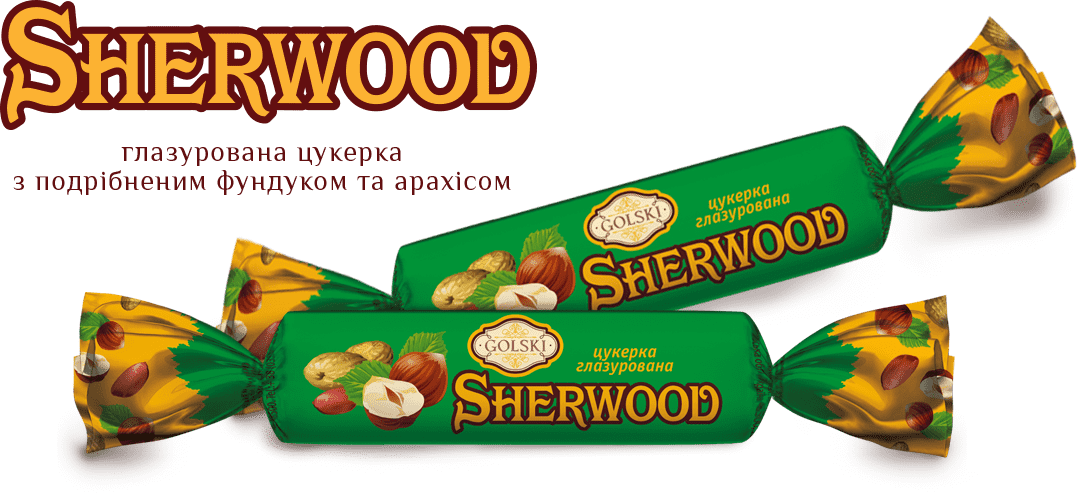 SHERWOOD
глазурована цукерка
з подрібненим фундуком та арахісом
GOLSKI
цукерка
глазурована
SHERWOOD
GOLSKI
цукерка
глазурована
SHERWOOD